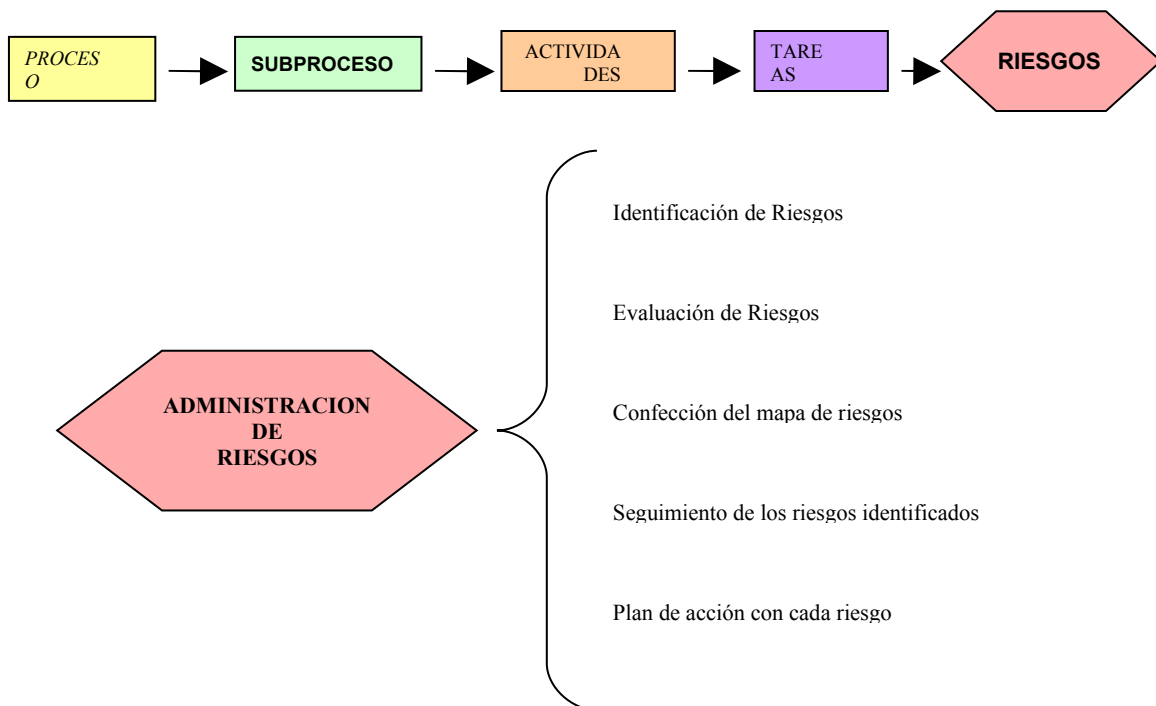 PROCES
O
SUBPROCESO
ACTIVIDA
DES
TARE
AS
RIESGOS
Identificación de Riesgos
Evaluación de Riesgos
ADMINISTRACION
DE
RIESGOS
Confección del mapa de riesgos
Seguimiento de los riesgos identificados
Plan de acción con cada riesgo